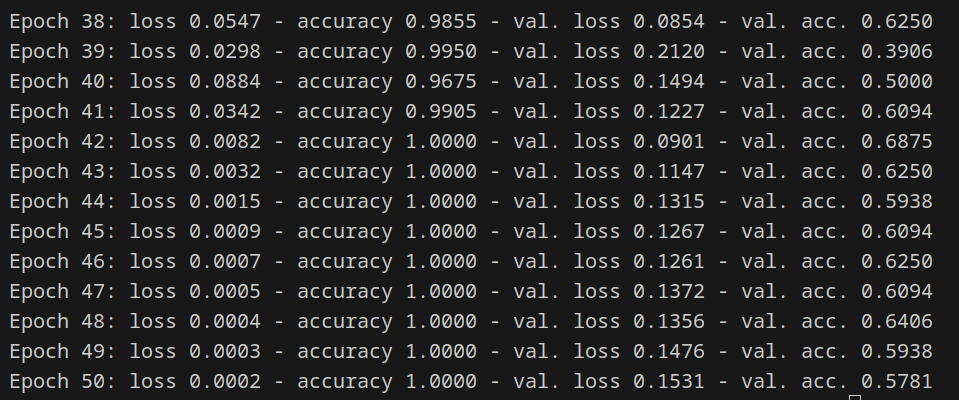 Epoch 38: loss 0.0547 - accuracy 0.9855 - val. loss 0.0854 - val. acc. 0.6250
Epoch 39: loss 0.0298 - accuracy 0.9950 - val. loss 0.2120 - val. acc. 0.3906
Epoch 40: loss 0.0884 - accuracy 0.9675 - val. loss 0.1494 - val. acc. 0.5000
Epoch 41: loss 0.0342 - accuracy 0.9905 - val. loss 0.1227 - val. acc. 0.6094
Epoch 42: loss 0.0082 - accuracy 1.0000 - val. loss 0.0901 - val. acc. 0.6875
Epoch 43: loss 0.0032 - accuracy 1.0000 - val. loss 0.1147 - val. acc. 0.6250
Epoch 44: loss 0.0015 - accuracy 1.0000 - val. loss 0.1315 - val. acc. 0.5938
Epoch 45: loss 0.0009 - accuracy 1.0000 - val. loss 0.1267 - val. acc. 0.6094
Epoch 46: loss 0.0007 - accuracy 1.0000 - val. loss 0.1261 - val. acc. 0.6250
Epoch 47: loss 0.0005 - accuracy 1.0000 - val. loss 0.1372 - val. acc. 0.6094
Epoch 48: loss 0.0004 - accuracy 1.0000 - val. loss 0.1356 - val. acc. 0.6406
Epoch 49: loss 0.0003 - accuracy 1.0000 - val. loss 0.1476 - val. acc. 0.5938
Epoch 50: loss 0.0002 - accuracy 1.0000 - val. loss 0.1531 - val. acc. 0.5781